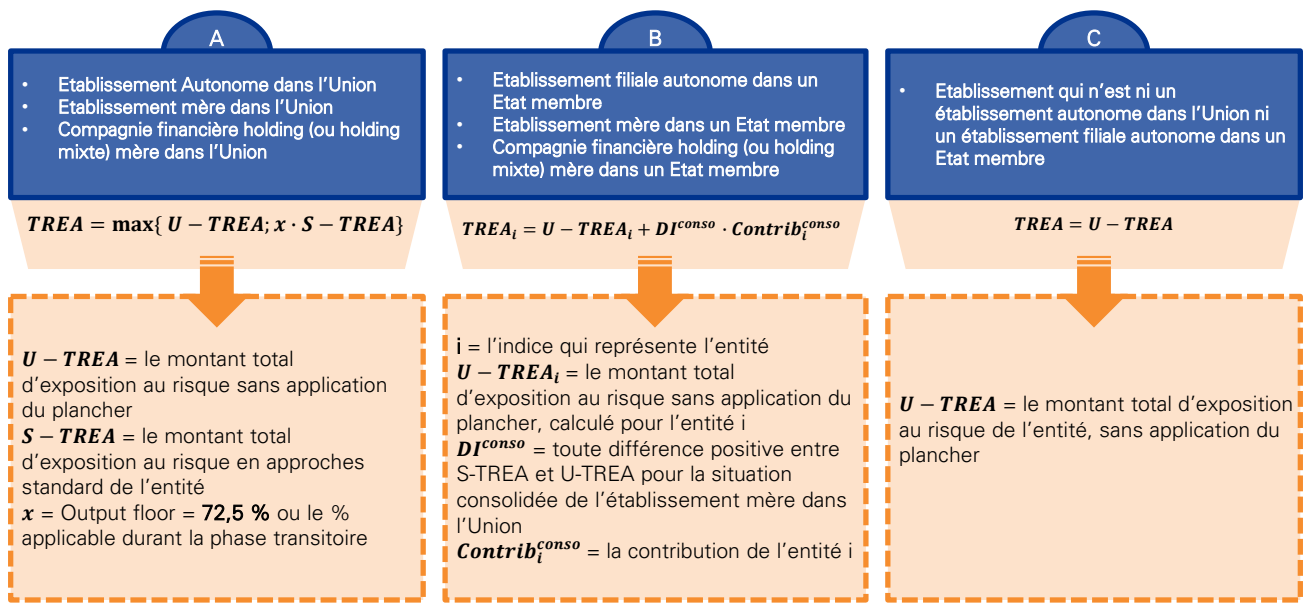 A
• Etablissement Autonome dans l'Union
• Etablissement mère dans l'Union
• Compagnie financière holding (ou holding
mixte) mère dans l'Union
TREA = max{ U − TREA; x · S − TREA}
U − TREA = le montant total
d'exposition au risque sans application
du plancher
S − TREA = le montant total
d'exposition au risque en approches
standard de l'entité
x = Output floor = 72,5 % ou le %
applicable durant la phase transitoire
B
• Etablissement filiale autonome dans un
Etat membre
• Etablissement mère dans un Etat membre
• Compagnie financière holding (ou holding
mixte) mère dans un Etat membre
TREAᵢ = U − TREAᵢ + DI^conso · Contribᵢ^conso
i = l'indice qui représente l'entité
U − TREAᵢ = le montant total
d'exposition au risque sans application du
plancher, calculé pour l'entité i
DI^conso = toute différence positive entre
S-TREA et U-TREA pour la situation
consolidée de l'établissement mère dans
l'Union
Contribᵢ^conso = la contribution de l'entité i
C
• Etablissement qui n'est ni un
établissement autonome dans l'Union ni
un établissement filiale autonome dans un
Etat membre
TREA = U − TREA
U − TREA = le montant total d'exposition
au risque de l'entité, sans application du
plancher